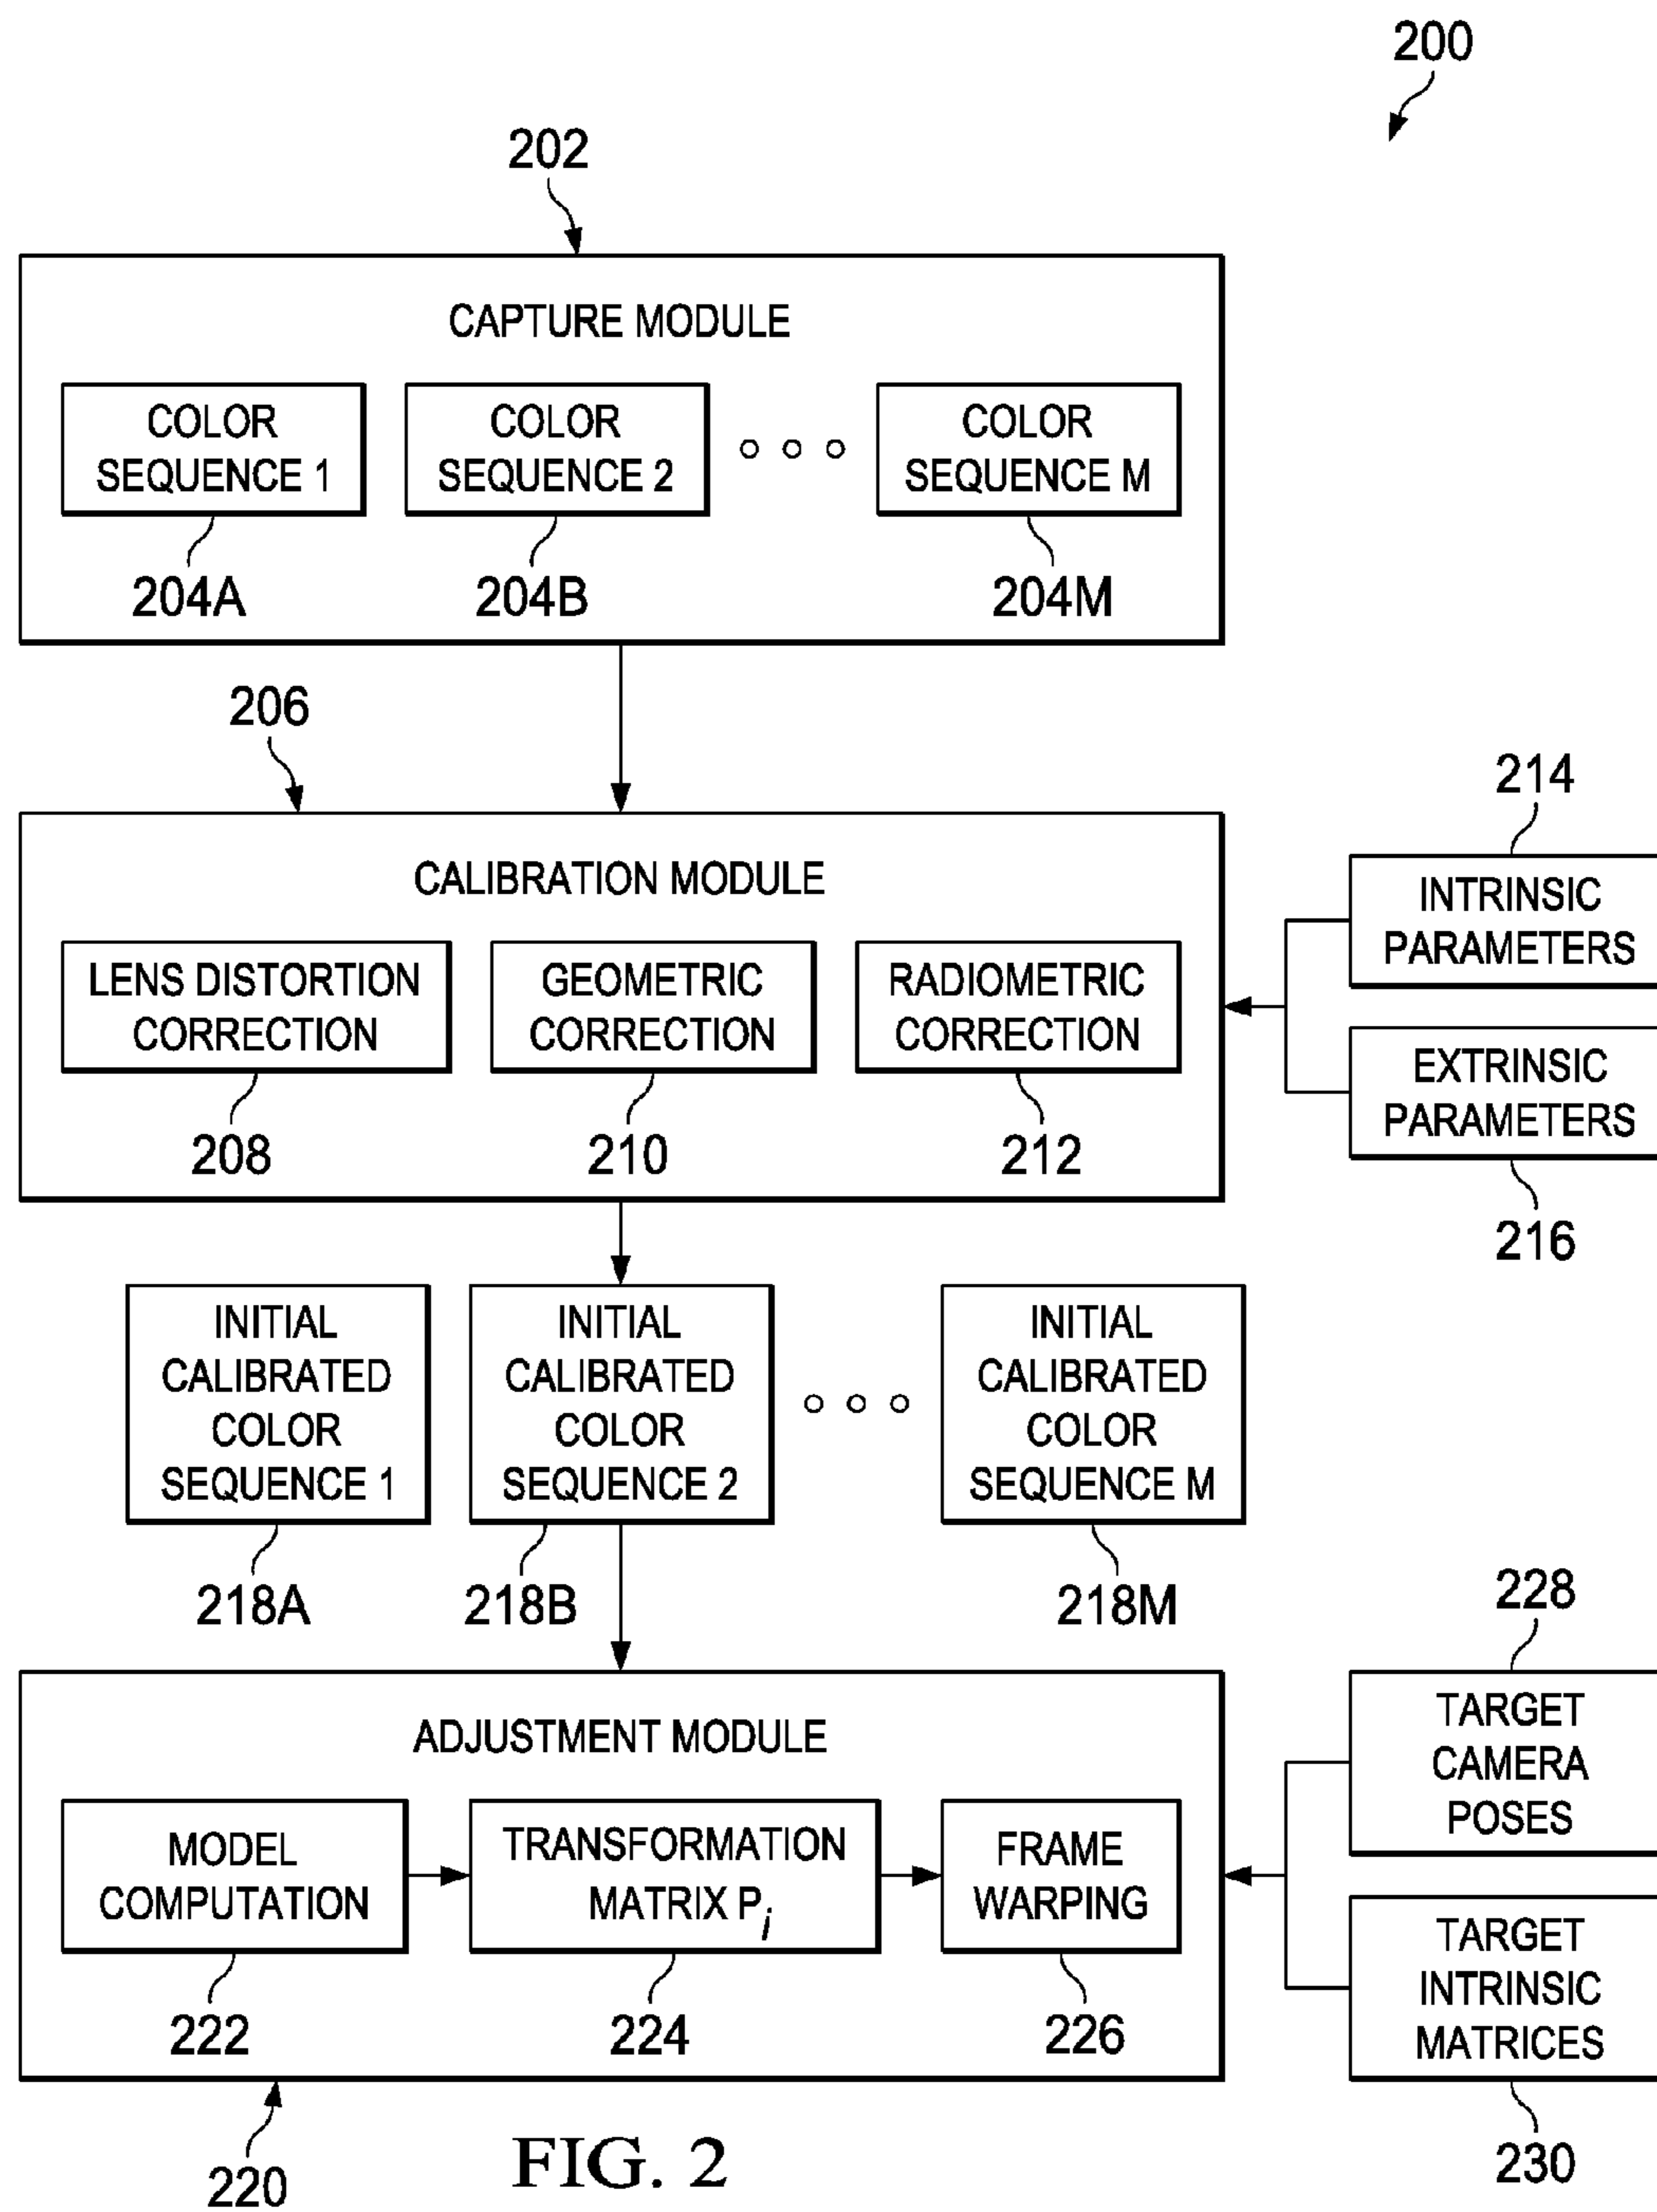 200
202
CAPTURE MODULE
COLOR
SEQUENCE 1
COLOR
SEQUENCE 2
COLOR
SEQUENCE M
204A
204B
204M
206
CALIBRATION MODULE
LENS DISTORTION
CORRECTION
GEOMETRIC
CORRECTION
RADIOMETRIC
CORRECTION
208
210
212
214
INTRINSIC
PARAMETERS
EXTRINSIC
PARAMETERS
216
INITIAL
CALIBRATED
COLOR
SEQUENCE 1
INITIAL
CALIBRATED
COLOR
SEQUENCE 2
INITIAL
CALIBRATED
COLOR
SEQUENCE M
218A
218B
218M
ADJUSTMENT MODULE
MODEL
COMPUTATION
TRANSFORMATION
MATRIX Pi
FRAME
WARPING
222
224
226
228
TARGET
CAMERA
POSES
TARGET
INTRINSIC
MATRICES
230
220
FIG. 2